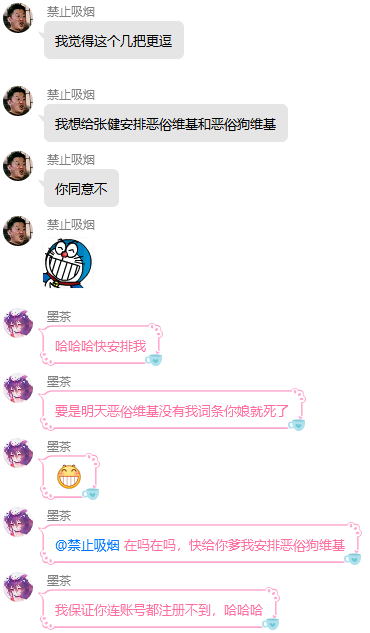 禁止吸烟
我觉得这个几把更逗
禁止吸烟
我想给张健安排恶俗维基和恶俗狗维基
禁止吸烟
你同意不
禁止吸烟
墨茶
哈哈哈快安排我
墨茶
要是明天恶俗维基没有我词条你娘就死了
墨茶
墨茶
@禁止吸烟 在吗在吗，快给你爹我安排恶俗狗维基
墨茶
我保证你连账号都注册不到，哈哈哈